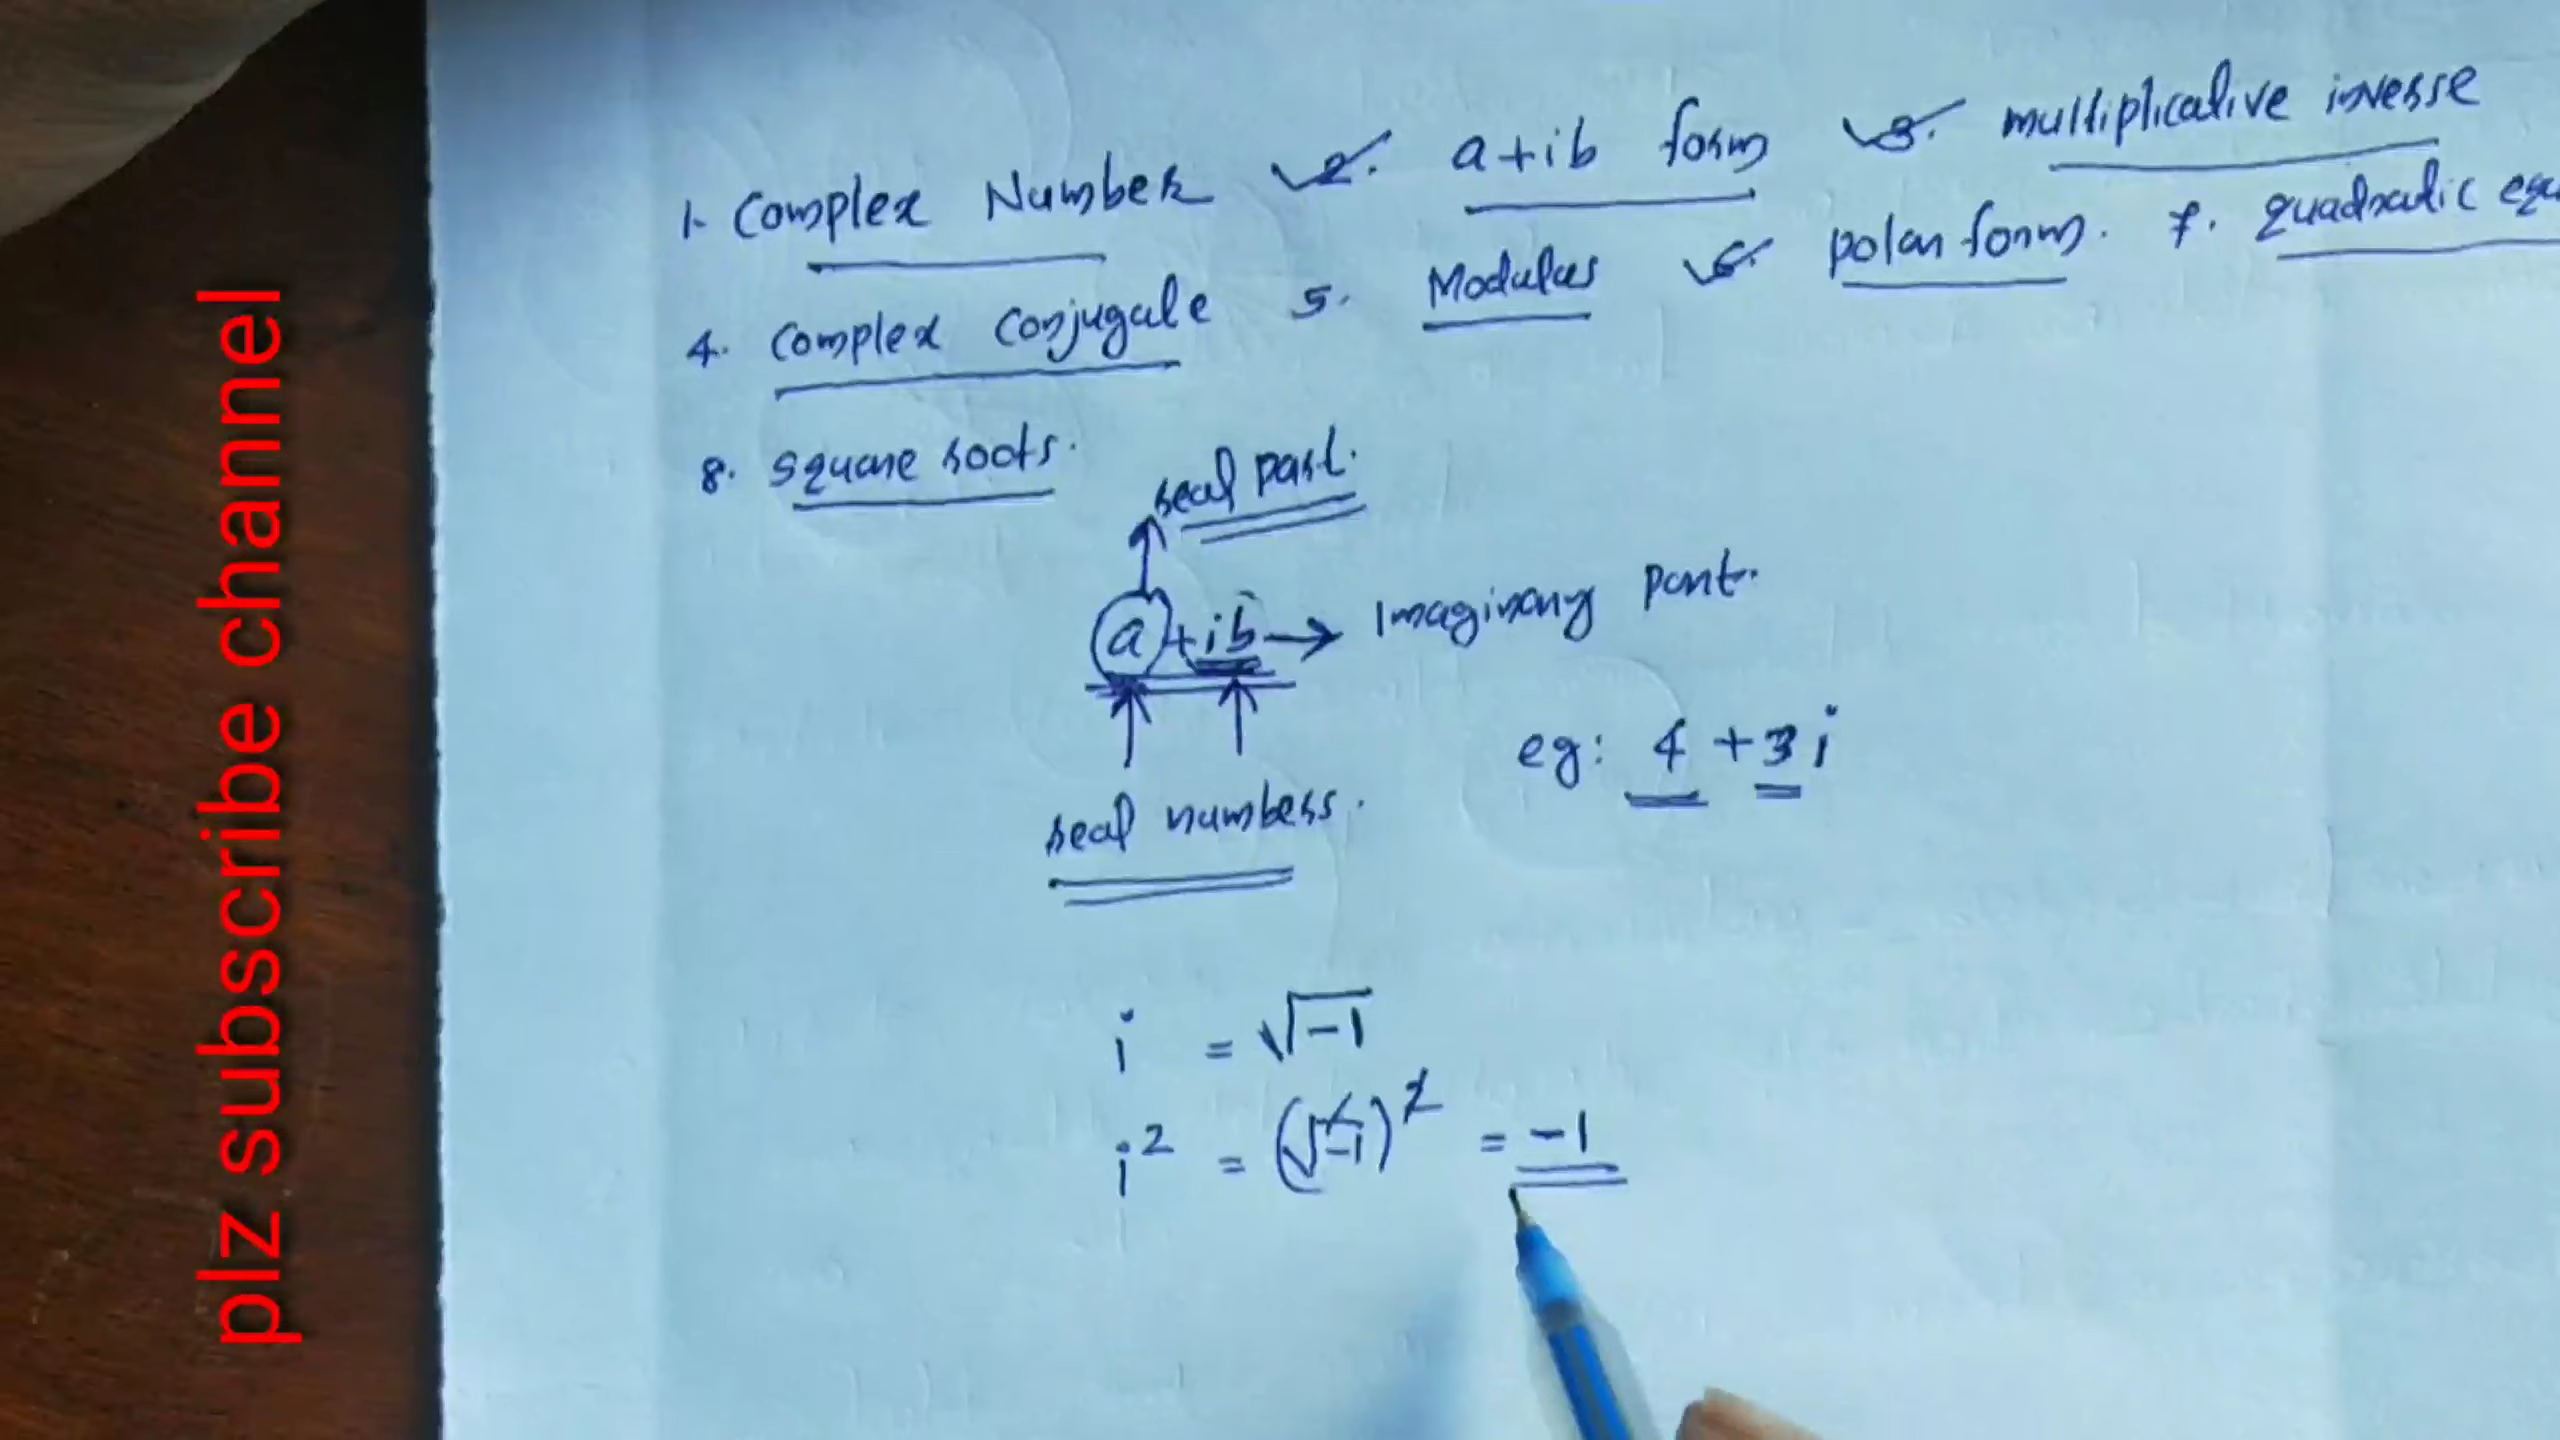 1. Complex Number 2. a+ib form 3. multiplicative inverse
4. complex conjugate 5. Modulus 6. polar form. 7. quadradic equ
8. square roots.
real part.
a+ib → Imaginary part.
eg: 4 +3i
real numbers.
i = √-1
i² = (√-1)² = -1
plz subscribe channel